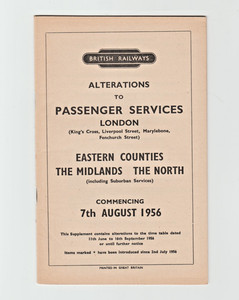 BRITISH RAILWAYS
ALTERATIONS
TO
PASSENGER SERVICES
LONDON
(King's Cross, Liverpool Street, Marylebone,
Fenchurch Street)
EASTERN COUNTIES
THE MIDLANDS THE NORTH
(including Suburban Services)
COMMENCING
7th AUGUST 1956
This Supplement contains alterations to the time table dated
11th June to 16th September 1956
or until further notice
Items marked * have been introduced since 2nd July 1956
PRINTED IN GREAT BRITAIN